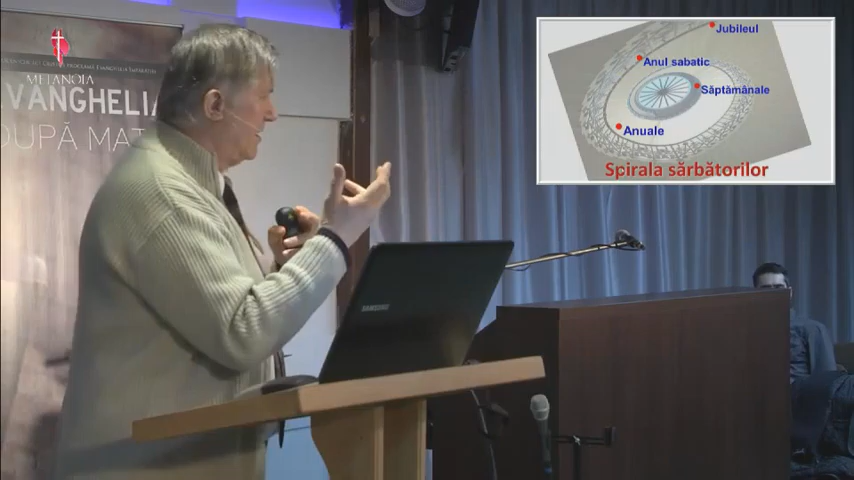 METANOIA
EVANGHELIA
DUPĂ MAT
Jubileul
Anul sabatic
Săptămânale
Anuale
Spirala sărbătorilor
SAMSUNG